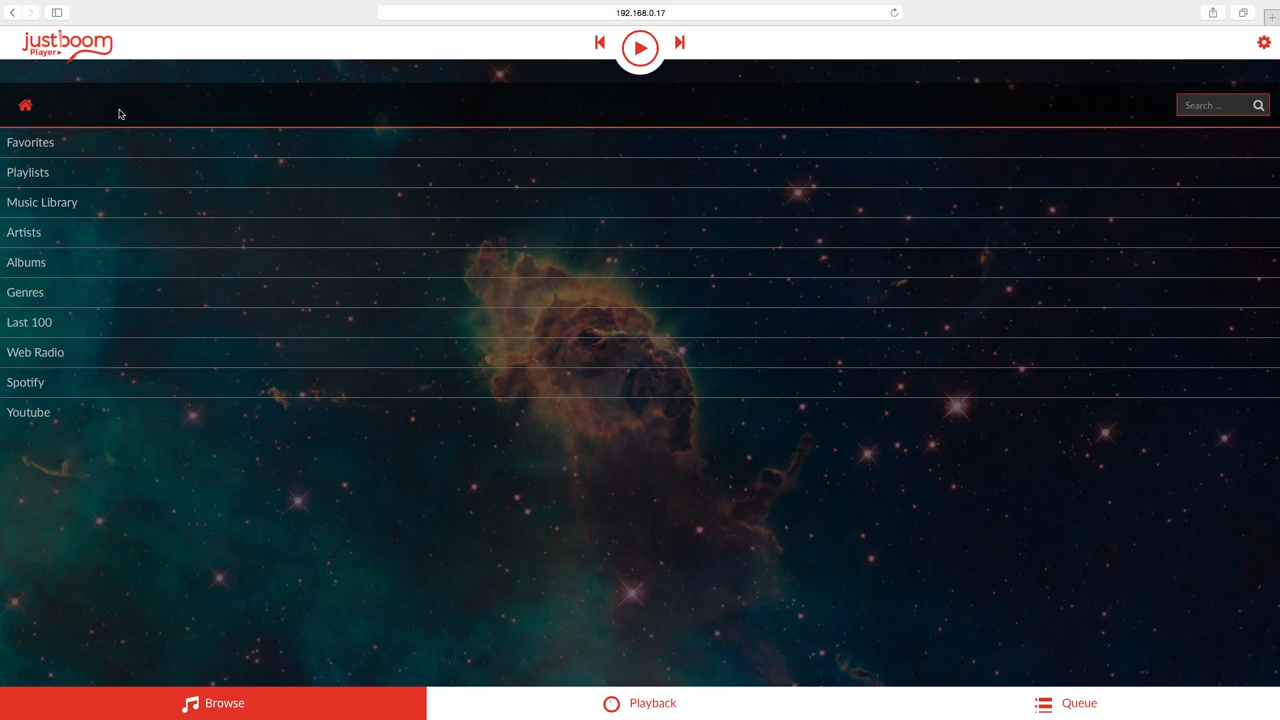 192.168.0.17
justboom
Player
Search ...
Favorites
Playlists
Music Library
Artists
Albums
Genres
Last 100
Web Radio
Spotify
Youtube
Browse
Playback
Queue